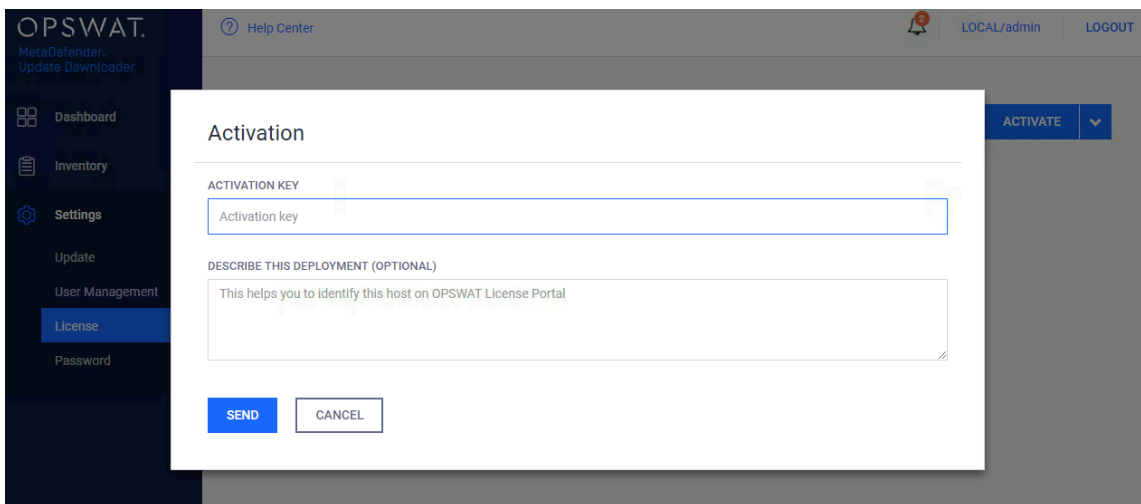 OPSWAT.
MetaDefender.
Update Downloader
Help Center
2
LOCAL/admin
LOGOUT
Dashboard
Inventory
Settings
Update
User Management
License
Password
ACTIVATE
Activation
ACTIVATION KEY
Activation key
DESCRIBE THIS DEPLOYMENT (OPTIONAL)
This helps you to identify this host on OPSWAT License Portal
SEND
CANCEL